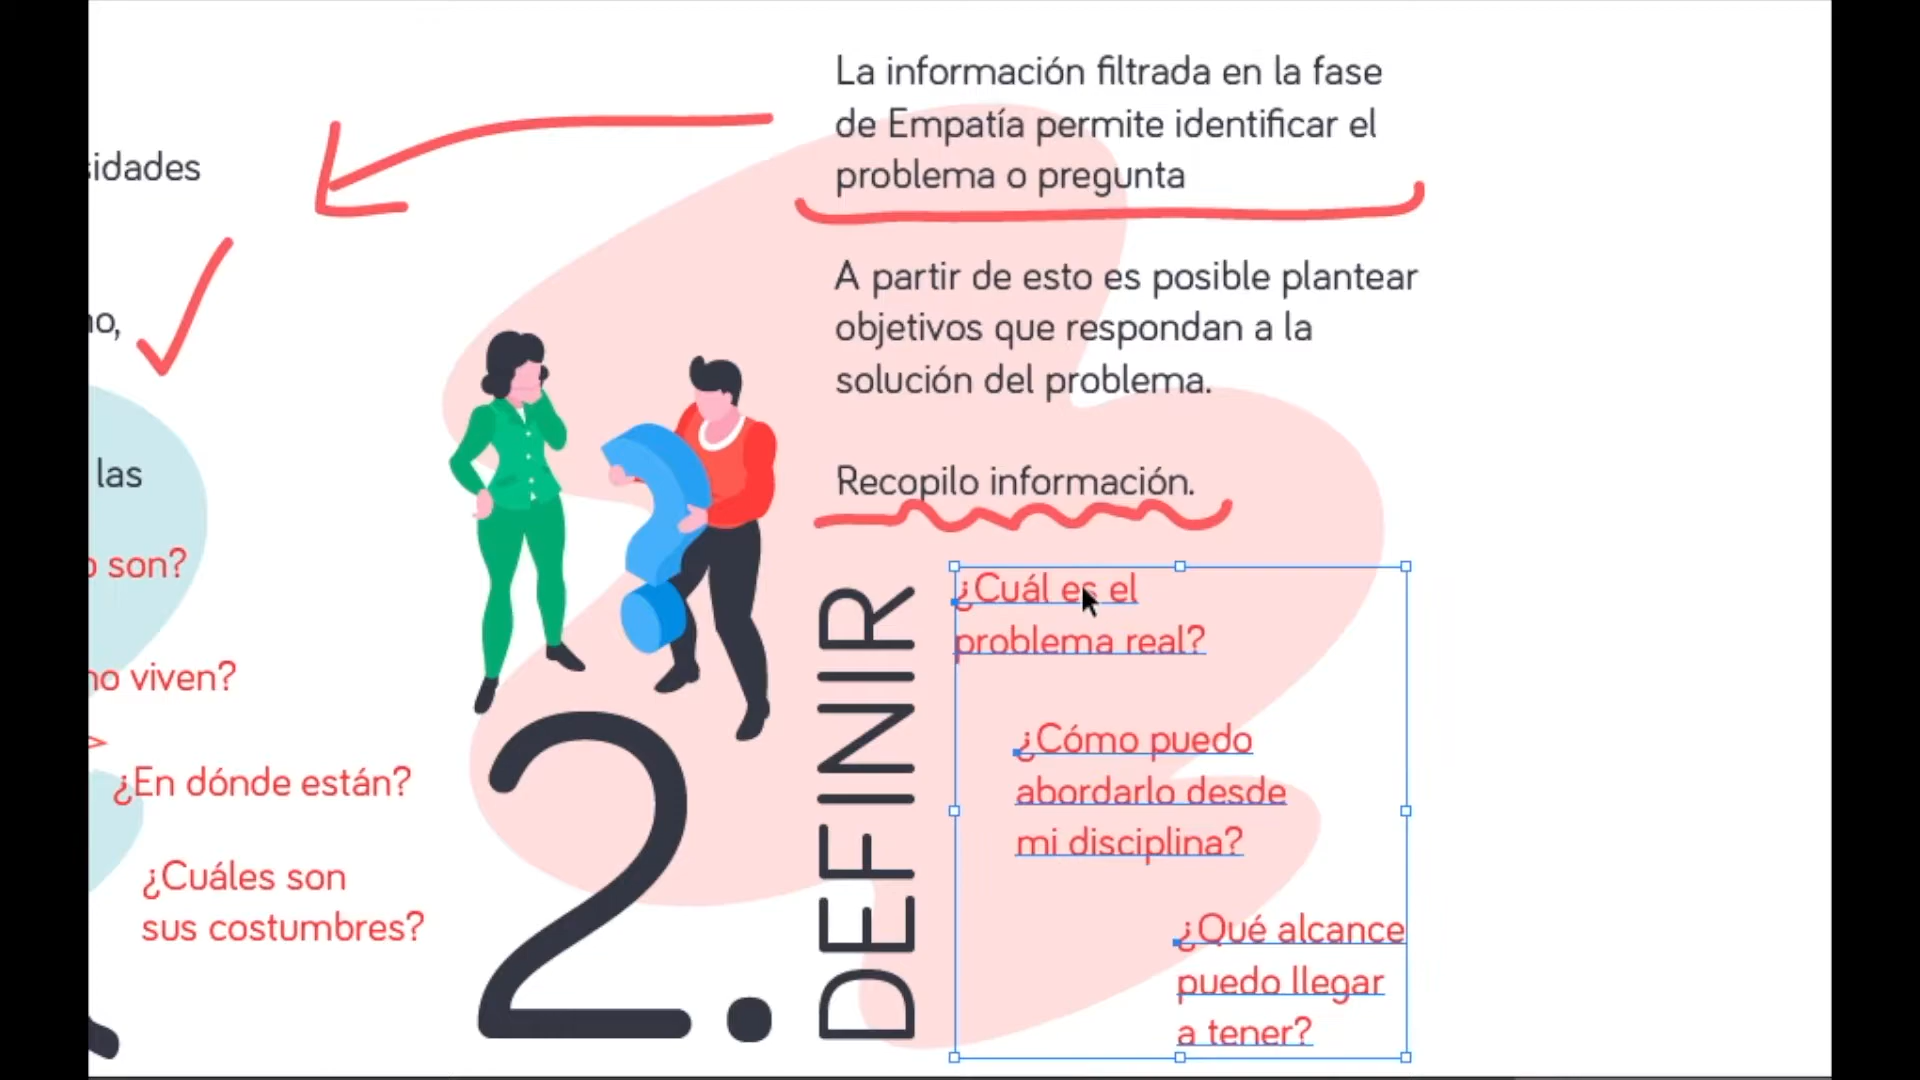 las
¿En dónde están?
¿Cuáles son
sus costumbres?
2.
DEFINIR
La información filtrada en la fase
de Empatía permite identificar el
problema o pregunta
A partir de esto es posible plantear
objetivos que respondan a la
solución del problema.
Recopilo información.
¿Cuál es el
problema real?
¿Cómo puedo
abordarlo desde
mi disciplina?
¿Qué alcance
puedo llegar
a tener?
son?
viven?